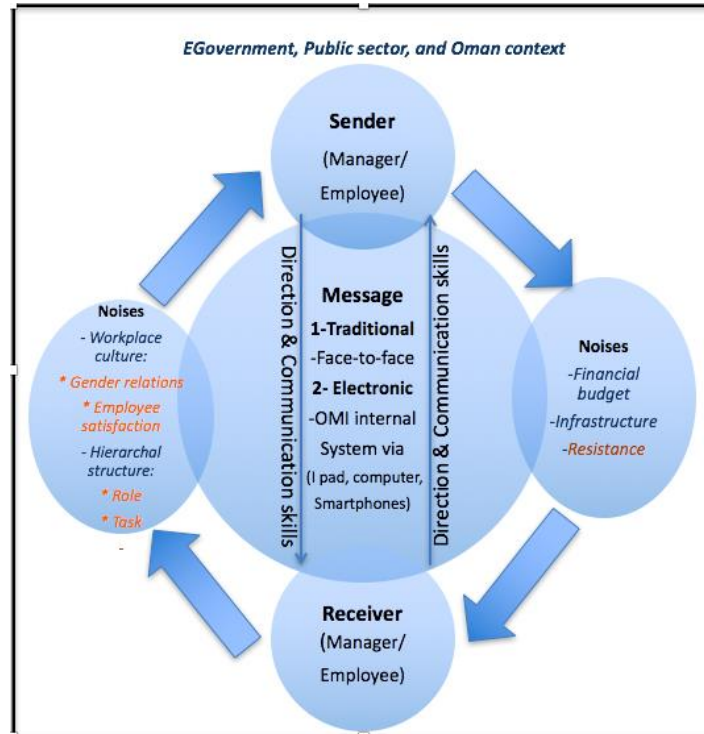 EGovernment, Public sector, and Oman context
Sender
(Manager/
Employee)
Direction & Communication skills
Message
1-Traditional
-Face-to-face
2- Electronic
-OMI internal
System via
(I pad, computer,
Smartphones)
Direction & Communication skills
Noises
- Workplace
culture:
* Gender relations
* Employee
satisfaction
- Hierarchal
structure:
* Role
* Task
-
Noises
-Financial
budget
-Infrastructure
-Resistance
Receiver
(Manager/
Employee)